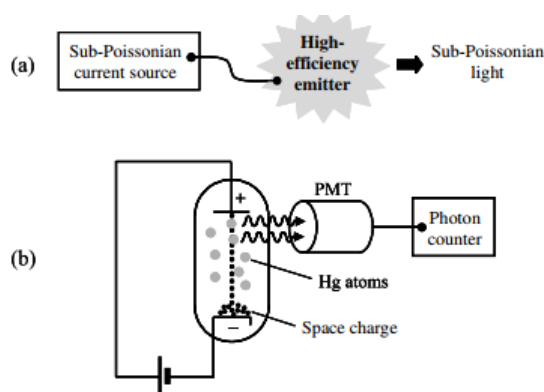 (a)
Sub-Poissonian
current source
High-
efficiency
emitter
Sub-Poissonian
light
(b)
+
PMT
Photon
counter
Hg atoms
Space charge
−